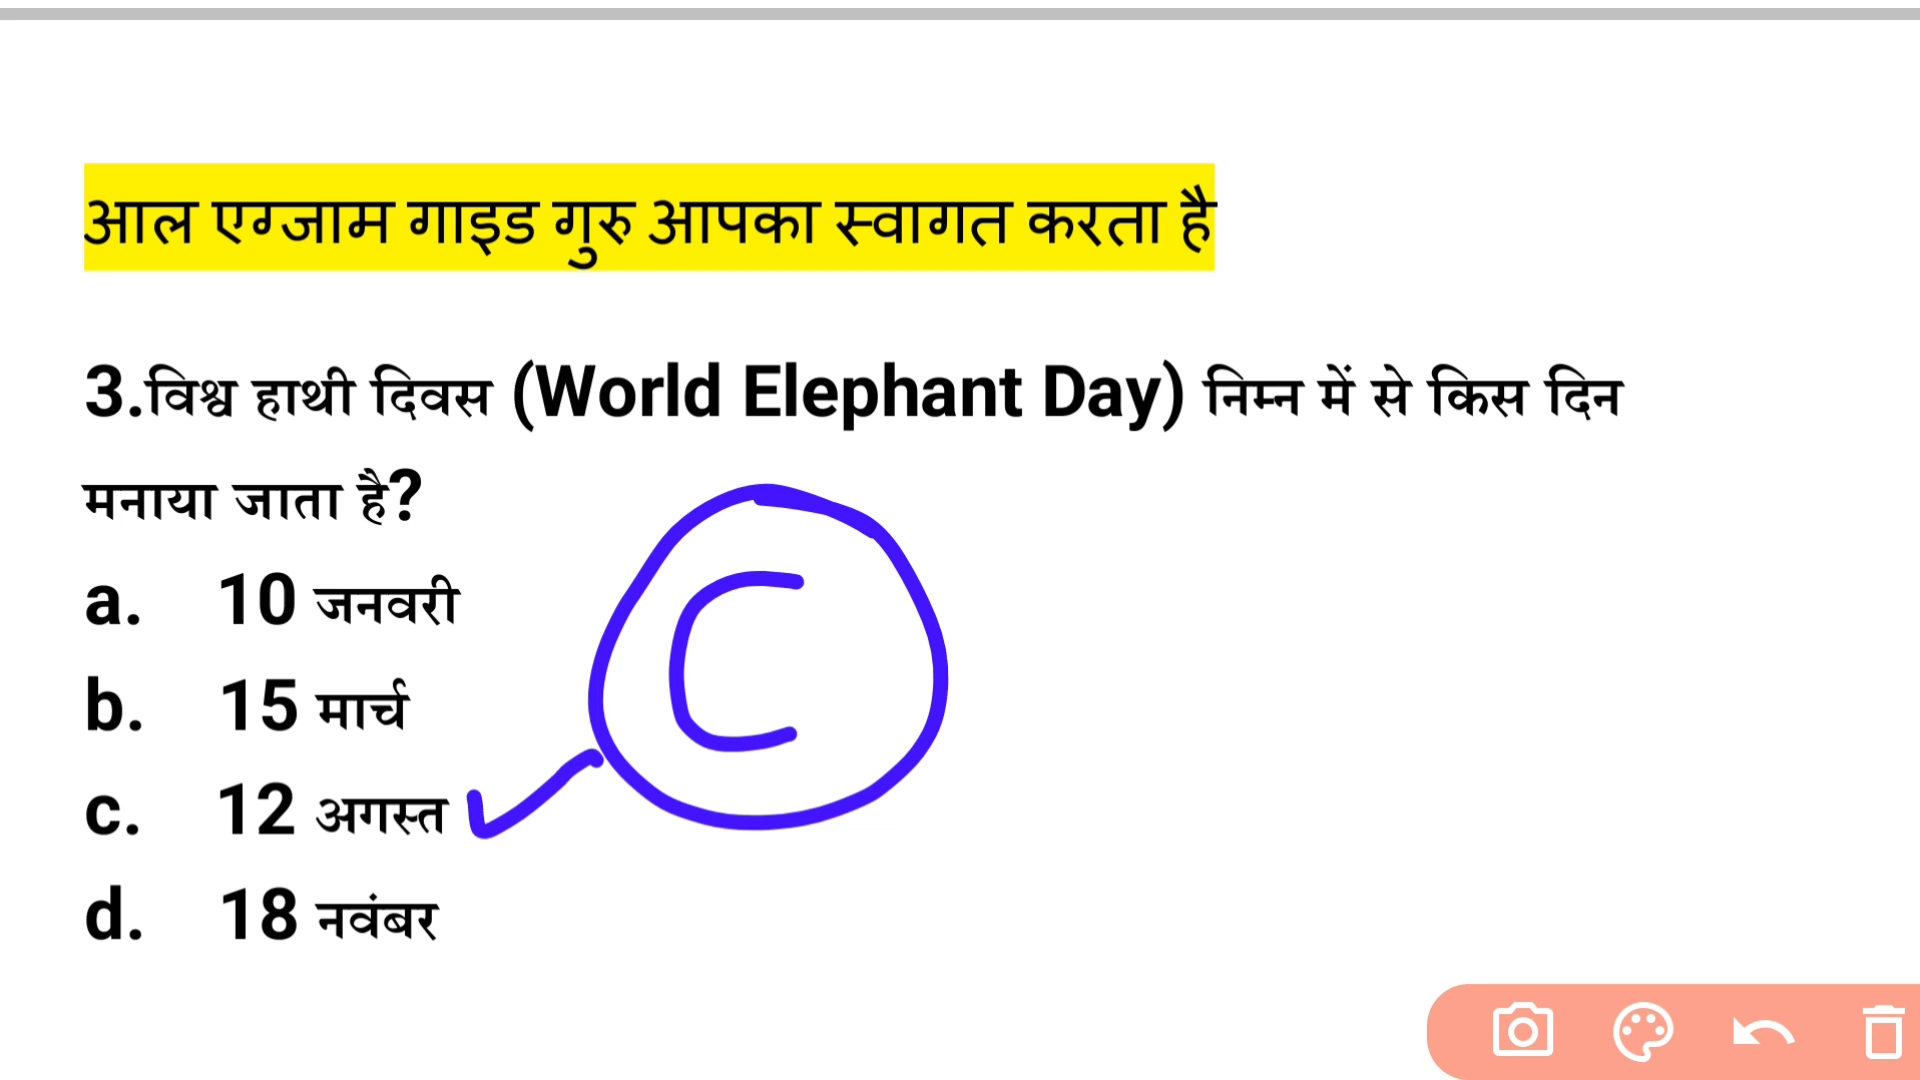 आल एग्जाम गाइड गुरु आपका स्वागत करता है
3.विश्व हाथी दिवस (World Elephant Day) निम्न में से किस दिन
मनाया जाता है?
a. 10 जनवरी
b. 15 मार्च
C
c. 12 अगस्त
d. 18 नवंबर